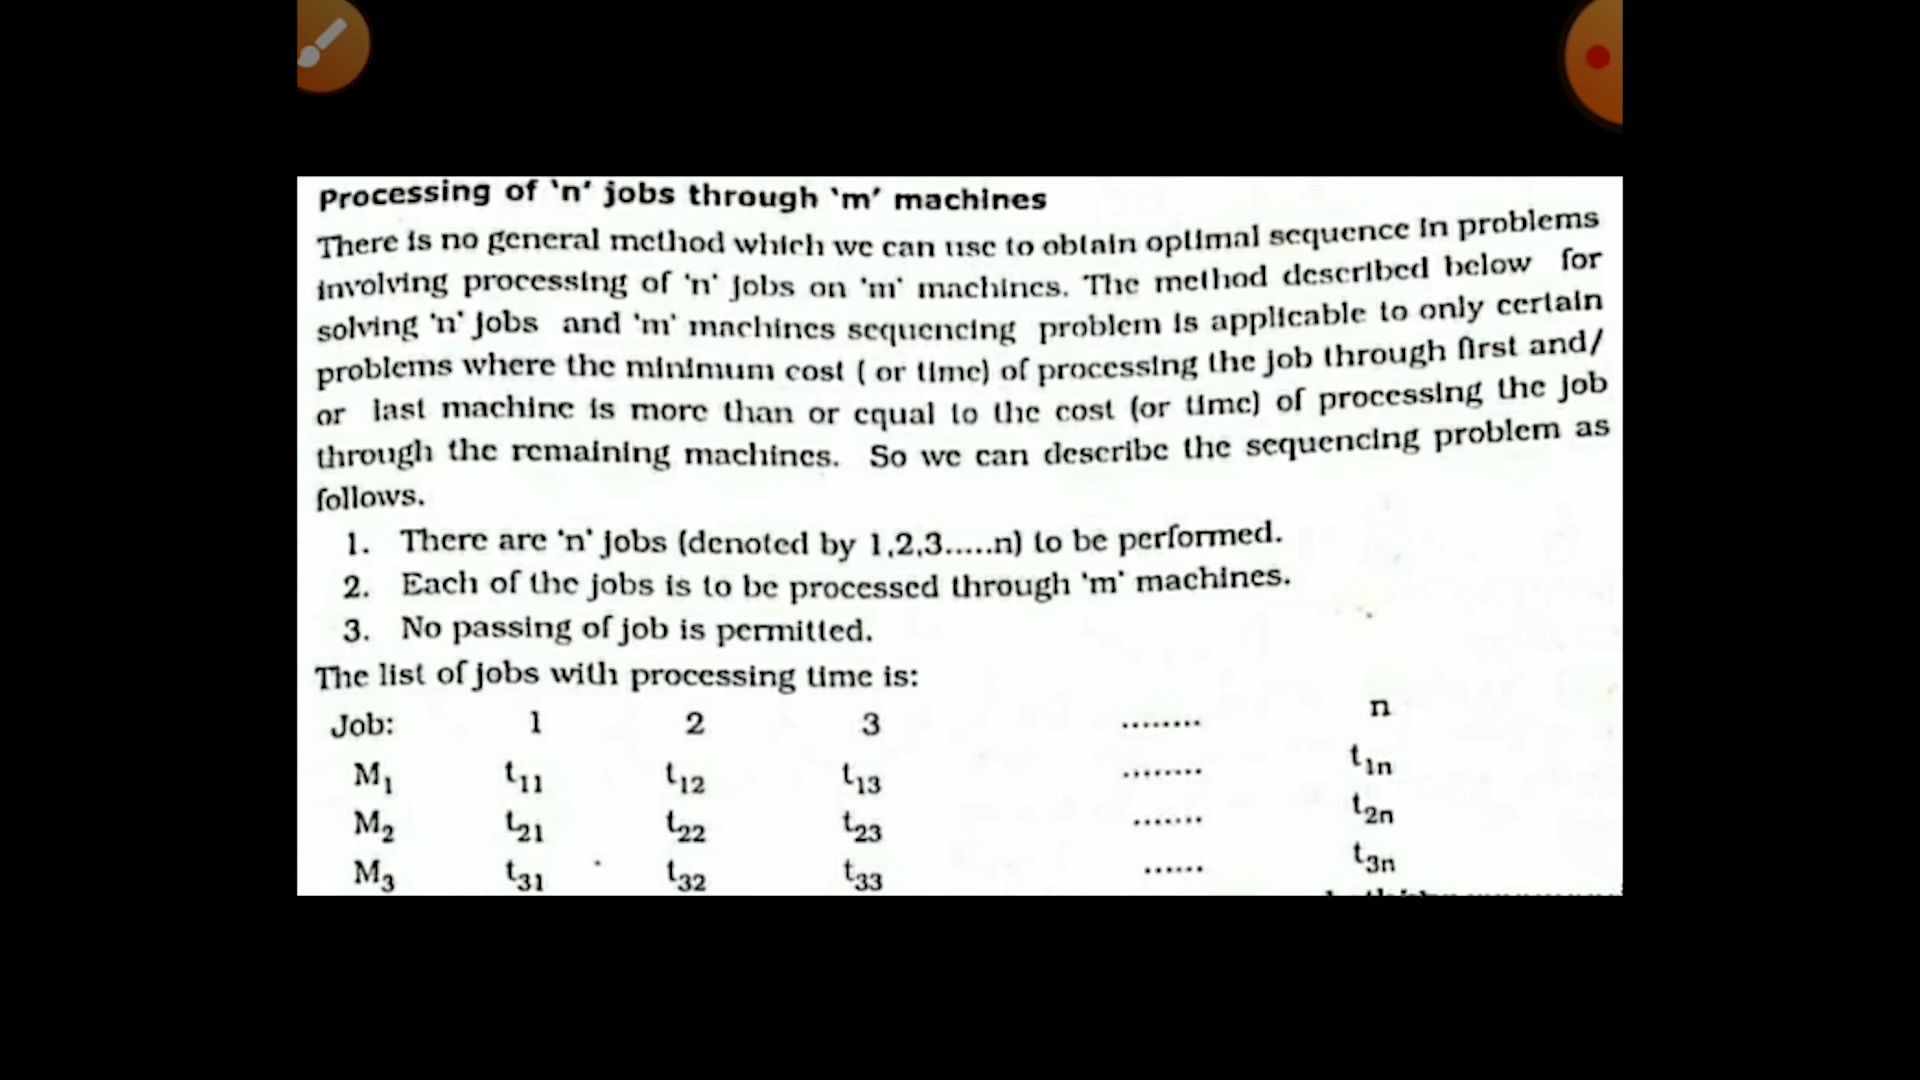 Processing of 'n' jobs through 'm' machines
There is no general method which we can use to obtain optimal sequence in problems
involving processing of 'n' jobs on 'm' machines. The method described below for
solving 'n' jobs and 'm' machines sequencing problem is applicable to only certain
problems where the minimum cost ( or time) of processing the job through first and/
or last machine is more than or equal to the cost (or time) of processing the job
through the remaining machines. So we can describe the sequencing problem as
follows.
1. There are 'n' jobs (denoted by 1,2,3.....n) to be performed.
2. Each of the jobs is to be processed through 'm' machines.
3. No passing of job is permitted.
The list of jobs with processing time is:
Job: 1 2 3 ........ n
M1 t11 t12 t13 ........ t1n
M2 t21 t22 t23 ....... t2n
M3 t31 t32 t33 ...... t3n